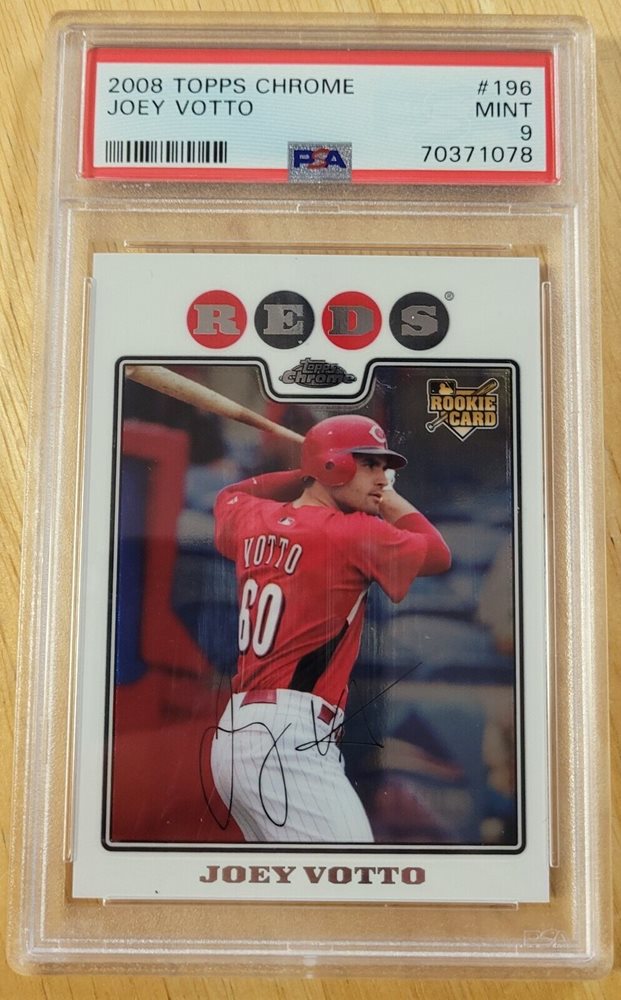 2008 TOPPS CHROME #196
JOEY VOTTO MINT
9
PSA 70371078
REDS®
Topps
Chrome
ROOKIE
CARD
C
VOTTO
60
JOEY VOTTO
PSA